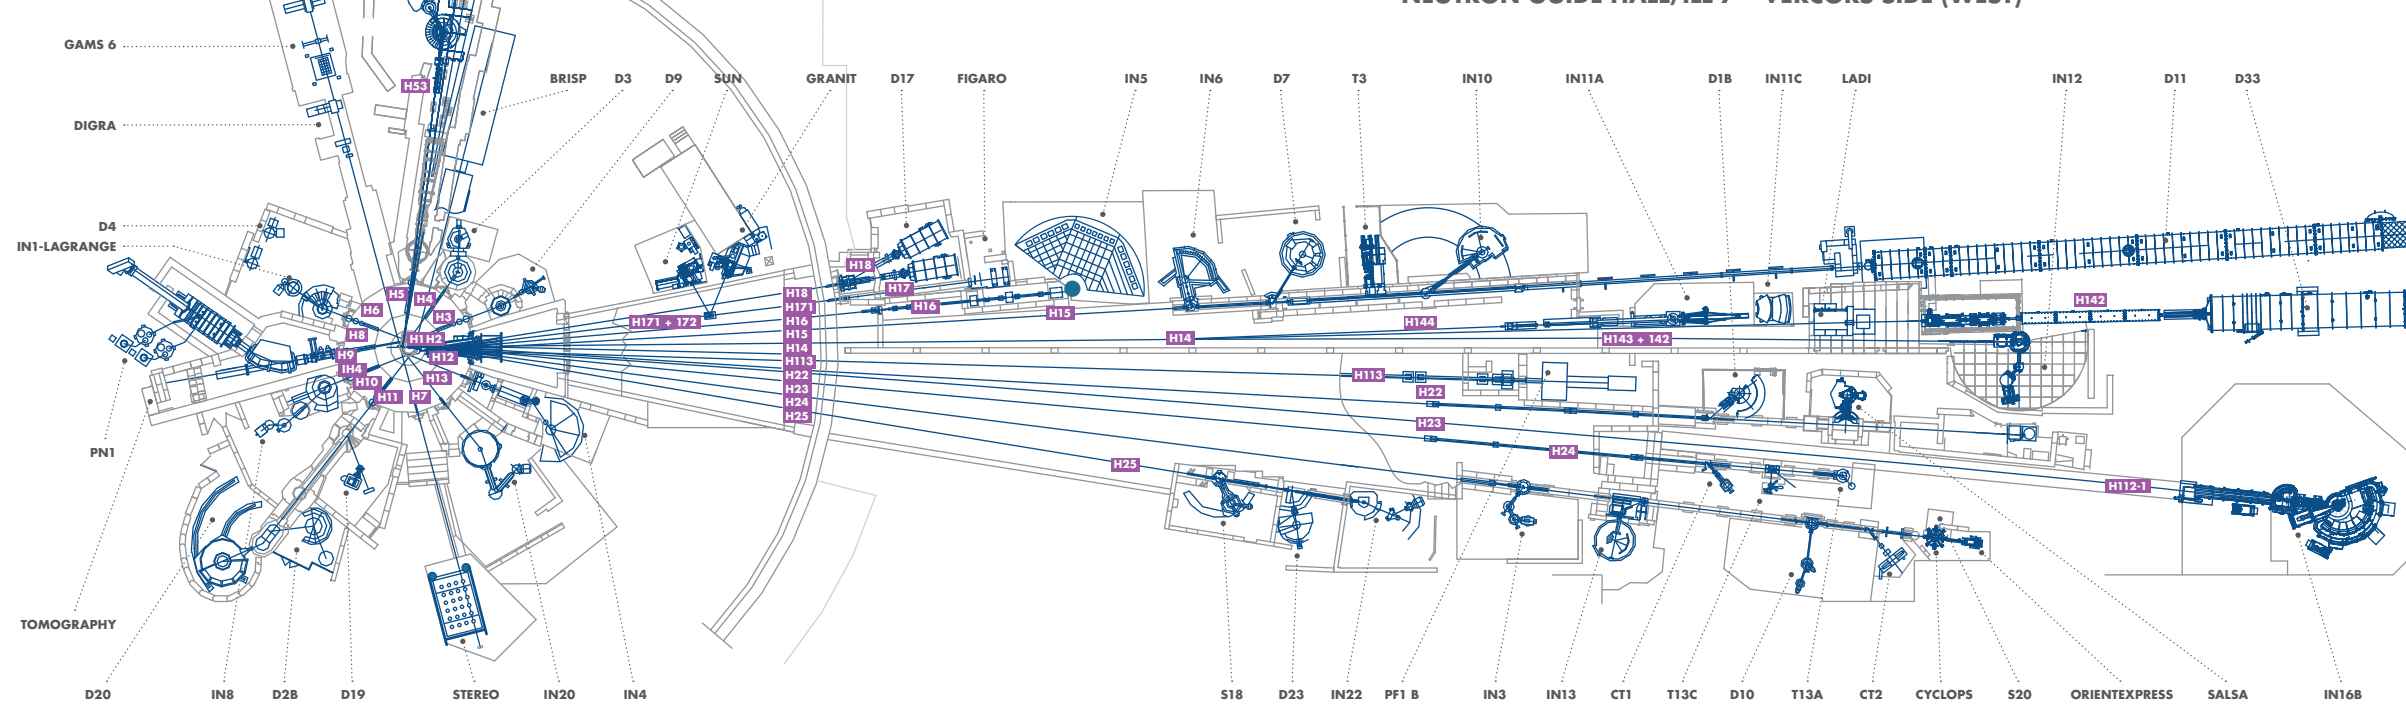 NEUTRON GUIDE HALL/ILL 7 - VERCORS SIDE (WEST)
GAMS 6
BRISP D3 D9 SUN GRANIT D17 FIGARO IN5 IN6 D7 T3 IN10 IN11A D1B IN11C LADI IN12 D11 D33
H53
DIGRA
D4
IN1-LAGRANGE
H18
H17
H5
H4
H18
H171
H16
H6
H3
H171 + 172
H16
H15
H142
H144
H8
H1 H2
H15
H14
H143 + 142
H14
H9
H12
H113
IH4
H22
H113
H10
H13
H23
H22
H11
H7
H24
H25
H23
PN1
H24
H25
H112-1
TOMOGRAPHY
D20 IN8 D2B D19 STEREO IN20 IN4 S18 D23 IN22 PF1 B IN3 IN13 CT1 T13C D10 T13A CT2 CYCLOPS S20 ORIENTEXPRESS SALSA IN16B